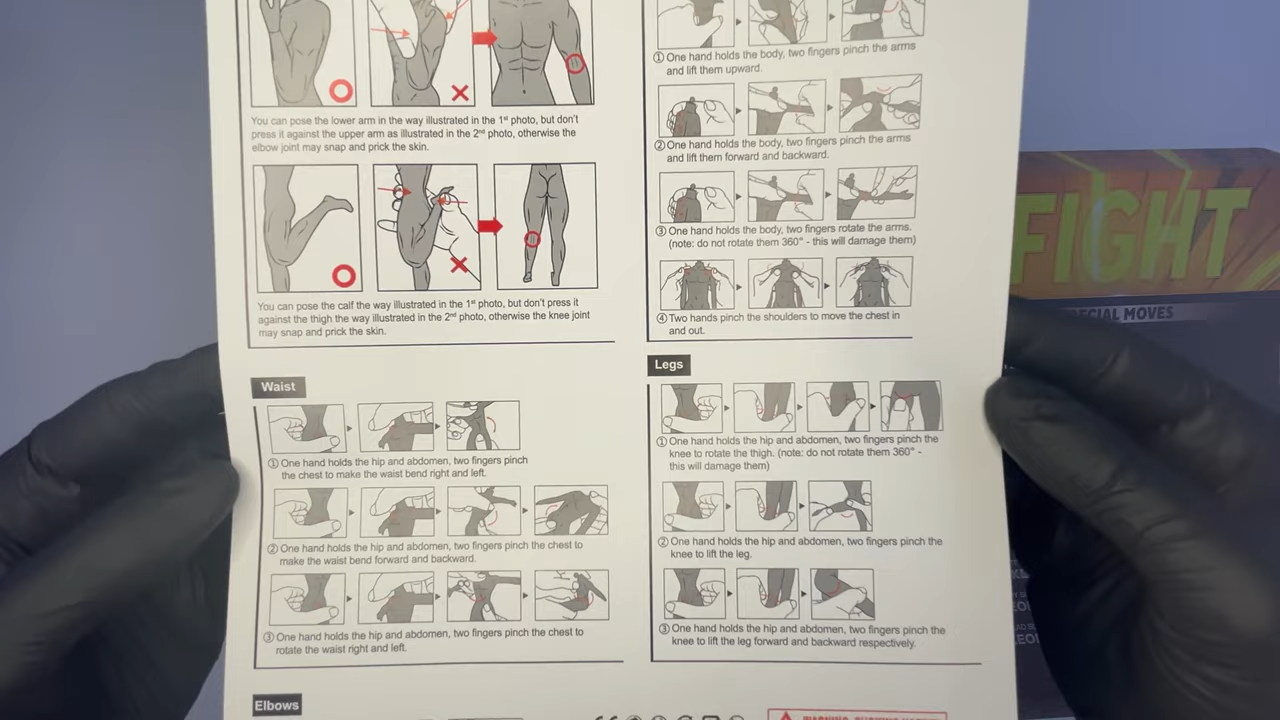 You can pose the lower arm in the way illustrated in the 1st photo, but don't
press it against the upper arm as illustrated in the 2nd photo, otherwise the
elbow joint may snap and prick the skin.
You can pose the calf the way illustrated in the 1st photo, but don't press it
against the thigh the way illustrated in the 2nd photo, otherwise the knee joint
may snap and prick the skin.
Waist
① One hand holds the hip and abdomen, two fingers pinch
the chest to make the waist bend right and left.
② One hand holds the hip and abdomen, two fingers pinch the chest to
make the waist bend forward and backward.
③ One hand holds the hip and abdomen, two fingers pinch the chest to
rotate the waist right and left.
Elbows
① One hand holds the body, two fingers pinch the arms
and lift them upward.
② One hand holds the body, two fingers pinch the arms
and lift them forward and backward.
③ One hand holds the body, two fingers rotate the arms.
(note: do not rotate them 360° - this will damage them)
④ Two hands pinch the shoulders to move the chest in
and out.
Legs
① One hand holds the hip and abdomen, two fingers pinch the
knee to rotate the thigh. (note: do not rotate them 360° -
this will damage them)
② One hand holds the hip and abdomen, two fingers pinch the
knee to lift the leg.
③ One hand holds the hip and abdomen, two fingers pinch the
knee to lift the leg forward and backward respectively.
FIGHT
SPECIAL MOVES